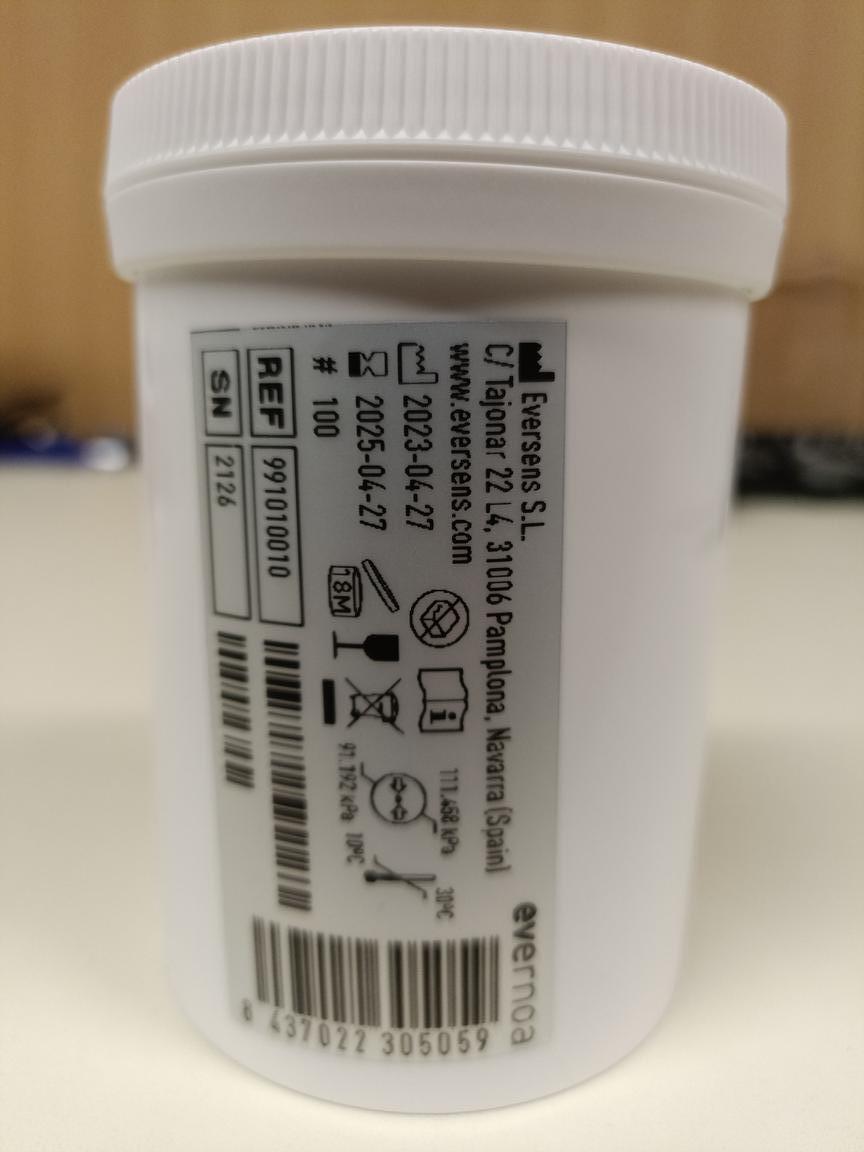 Eversens S.L.
C/ Tajonar 22 L4, 31006 Pamplona, Navarra (Spain)
www.eversens.com
2023-04-27
2025-04-27
# 100
18M
111.458 kPa
91.192 kPa
30ºC
10ºC
REF 991010010
SN 2126
evernoa
8 437022 305059